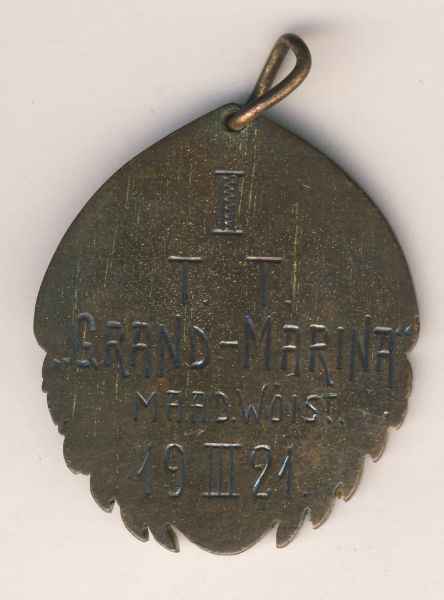 I
T T.
„GRAND-MARINA“
MAAD.WÕIST.
19 III 21.